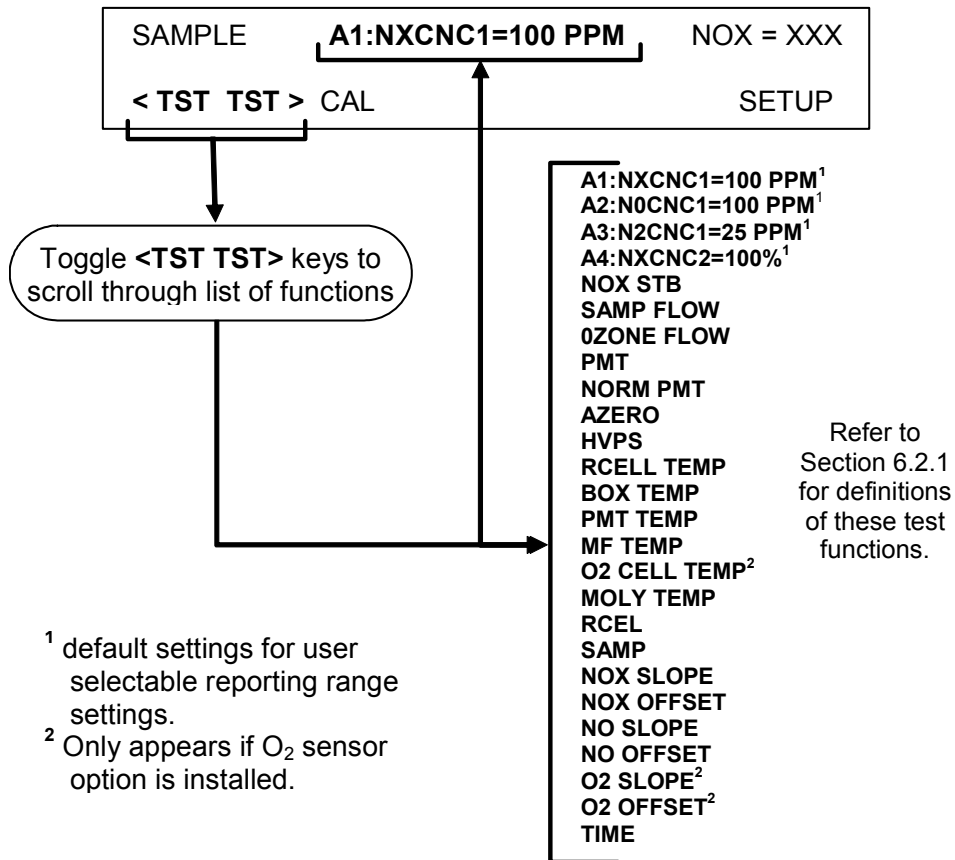 SAMPLE A1:NXCNC1=100 PPM NOX = XXX
< TST TST > CAL SETUP
Toggle <TST TST> keys to
scroll through list of functions
A1:NXCNC1=100 PPM¹
A2:N0CNC1=100 PPM¹
A3:N2CNC1=25 PPM¹
A4:NXCNC2=100%¹
NOX STB
SAMP FLOW
0ZONE FLOW
PMT
NORM PMT
AZERO
HVPS
RCELL TEMP
BOX TEMP
PMT TEMP
MF TEMP
O2 CELL TEMP²
MOLY TEMP
RCEL
SAMP
NOX SLOPE
NOX OFFSET
NO SLOPE
NO OFFSET
O2 SLOPE²
O2 OFFSET²
TIME
Refer to
Section 6.2.1
for definitions
of these test
functions.
¹ default settings for user
selectable reporting range
settings.
² Only appears if O₂ sensor
option is installed.